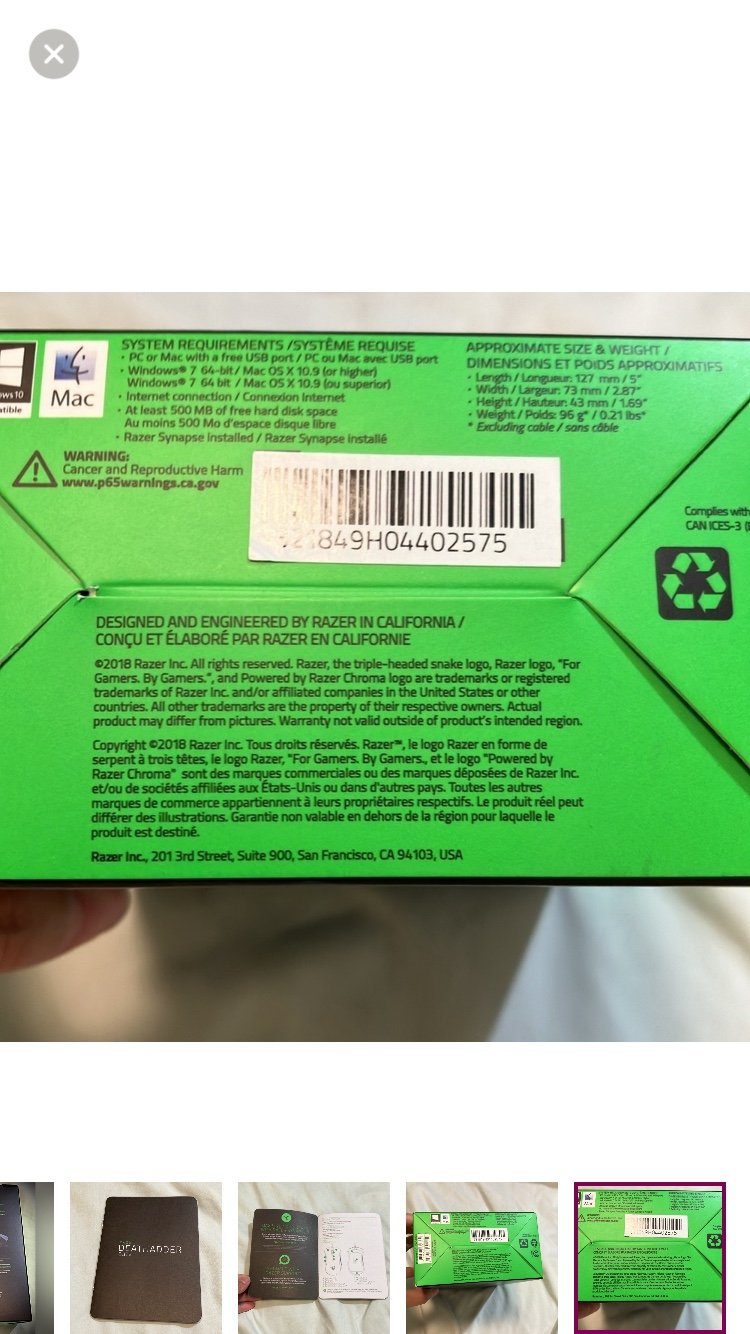 SYSTEM REQUIREMENTS /SYSTÈME REQUISE
• PC or Mac with a free USB port / PC ou Mac avec USB port
• Windows® 7 64-bit / Mac OS X 10.9 (or higher)
Windows® 7 64 bit / Mac OS X 10.9 (ou superior)
• Internet connection / Connexion Internet
• At least 500 MB of free hard disk space
Au moins 500 Mo d'espace disque libre
• Razer Synapse installed / Razer Synapse installé
APPROXIMATE SIZE & WEIGHT /
DIMENSIONS ET POIDS APPROXIMATIFS
• Length / Longueur: 127 mm / 5"
• Width / Largeur: 73 mm / 2.87"
• Height / Hauteur: 43 mm / 1.69"
• Weight / Poids: 96 g* / 0.21 lbs*
* Excluding cable / sans câble
ws 10
atible
Mac
WARNING:
Cancer and Reproductive Harm
www.p65warnings.ca.gov
849H04402575
Complies with
CAN ICES-3 (
DESIGNED AND ENGINEERED BY RAZER IN CALIFORNIA /
CONÇU ET ÉLABORÉ PAR RAZER EN CALIFORNIE
©2018 Razer Inc. All rights reserved. Razer, the triple-headed snake logo, Razer logo, "For
Gamers. By Gamers.", and Powered by Razer Chroma logo are trademarks or registered
trademarks of Razer Inc. and/or affiliated companies in the United States or other
countries. All other trademarks are the property of their respective owners. Actual
product may differ from pictures. Warranty not valid outside of product's intended region.
Copyright ©2018 Razer Inc. Tous droits réservés. Razer™, le logo Razer en forme de
serpent à trois têtes, le logo Razer, "For Gamers. By Gamers., et le logo "Powered by
Razer Chroma" sont des marques commerciales ou des marques déposées de Razer Inc.
et/ou de sociétés affiliées aux États-Unis ou dans d'autres pays. Toutes les autres
marques de commerce appartiennent à leurs propriétaires respectifs. Le produit réel peut
différer des illustrations. Garantie non valable en dehors de la région pour laquelle le
produit est destiné.
Razer Inc., 201 3rd Street, Suite 900, San Francisco, CA 94103, USA
DEATHADDER